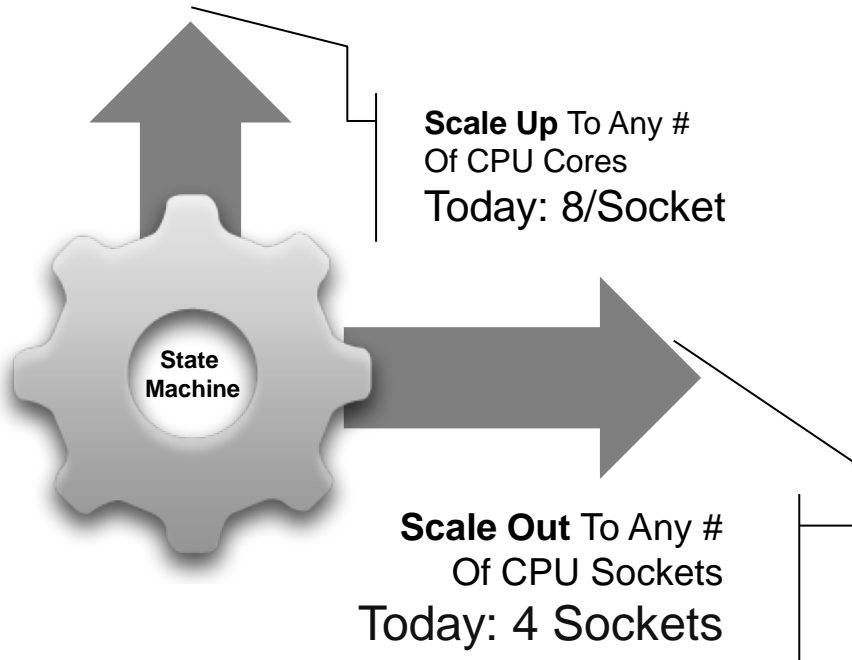 Scale Up To Any #
Of CPU Cores
Today: 8/Socket
State
Machine
Scale Out To Any #
Of CPU Sockets
Today: 4 Sockets